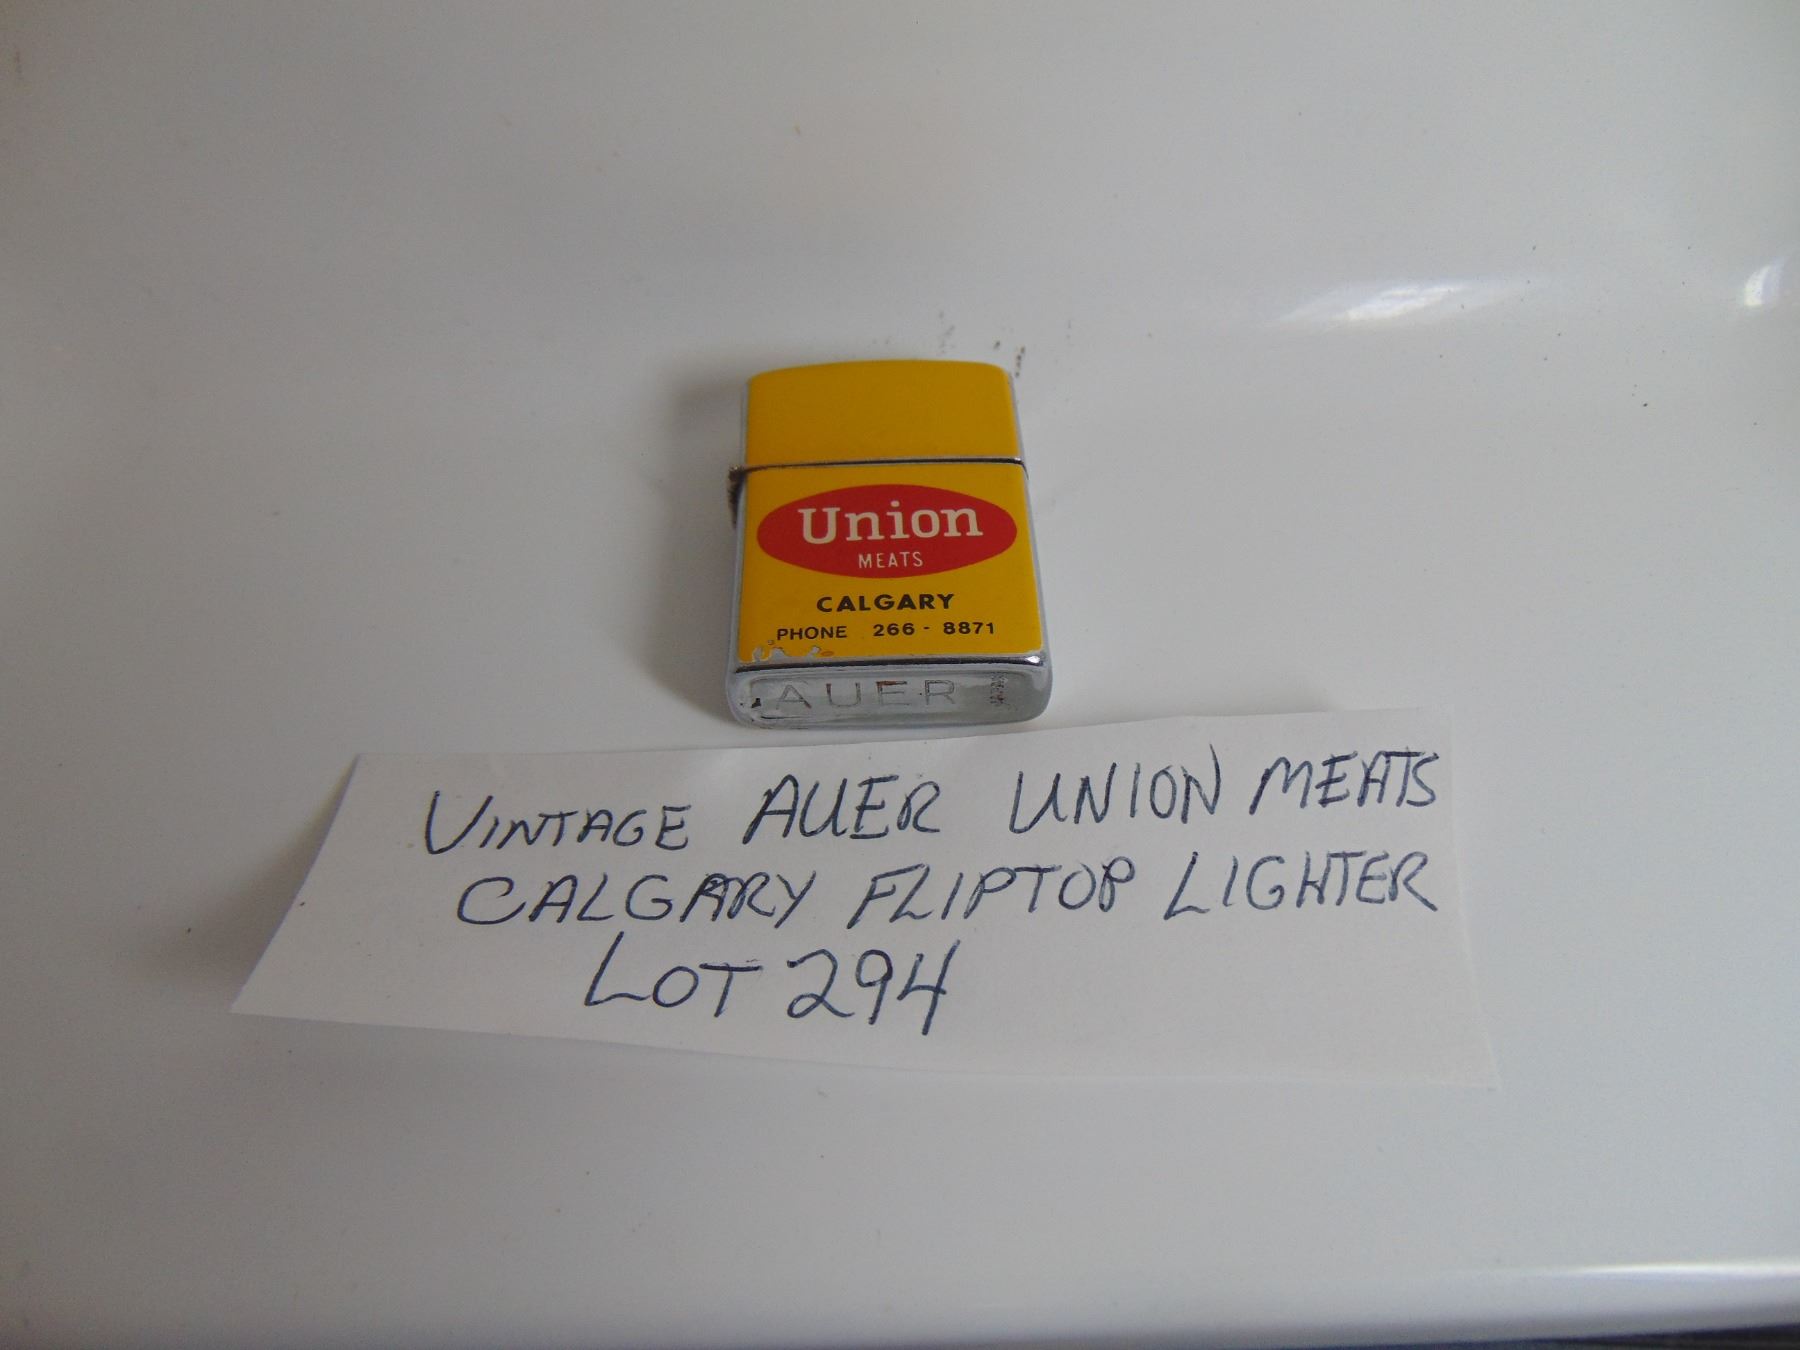 Union
MEATS
CALGARY
PHONE 266-8871
AUER
VINTAGE AUER UNION MEATS
CALGARY FLIPTOP LIGHTER
LOT 294